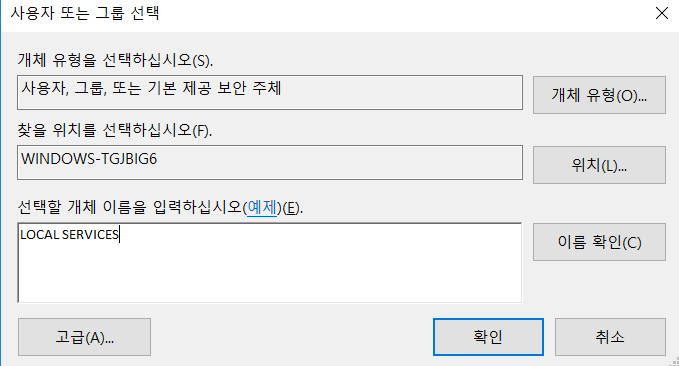 사용자 또는 그룹 선택
개체 유형을 선택하십시오(S).
사용자, 그룹, 또는 기본 제공 보안 주체
개체 유형(O)...
찾을 위치를 선택하십시오(F).
WINDOWS-TGJBIG6
위치(L)...
선택할 개체 이름을 입력하십시오(예제)(E).
LOCAL SERVICES
이름 확인(C)
고급(A)...
확인
취소